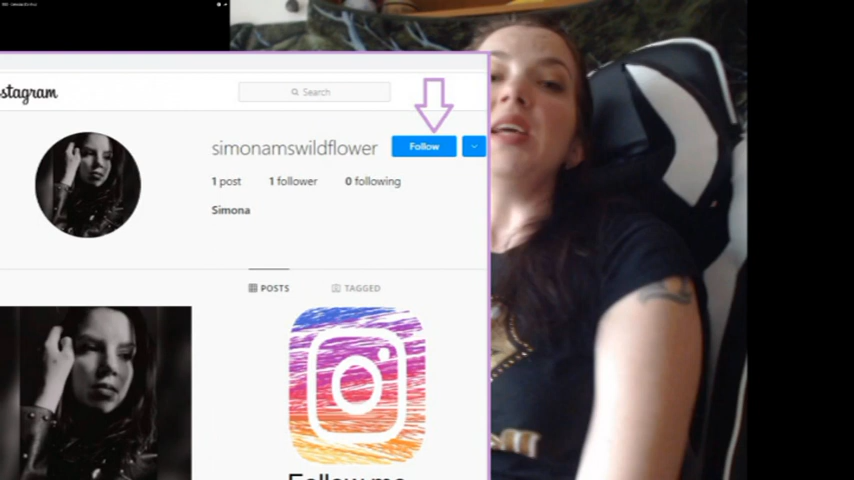 stagram
Search
simonamswildflower
Follow
1 post 1 follower 0 following
Simona
POSTS TAGGED
Follow me